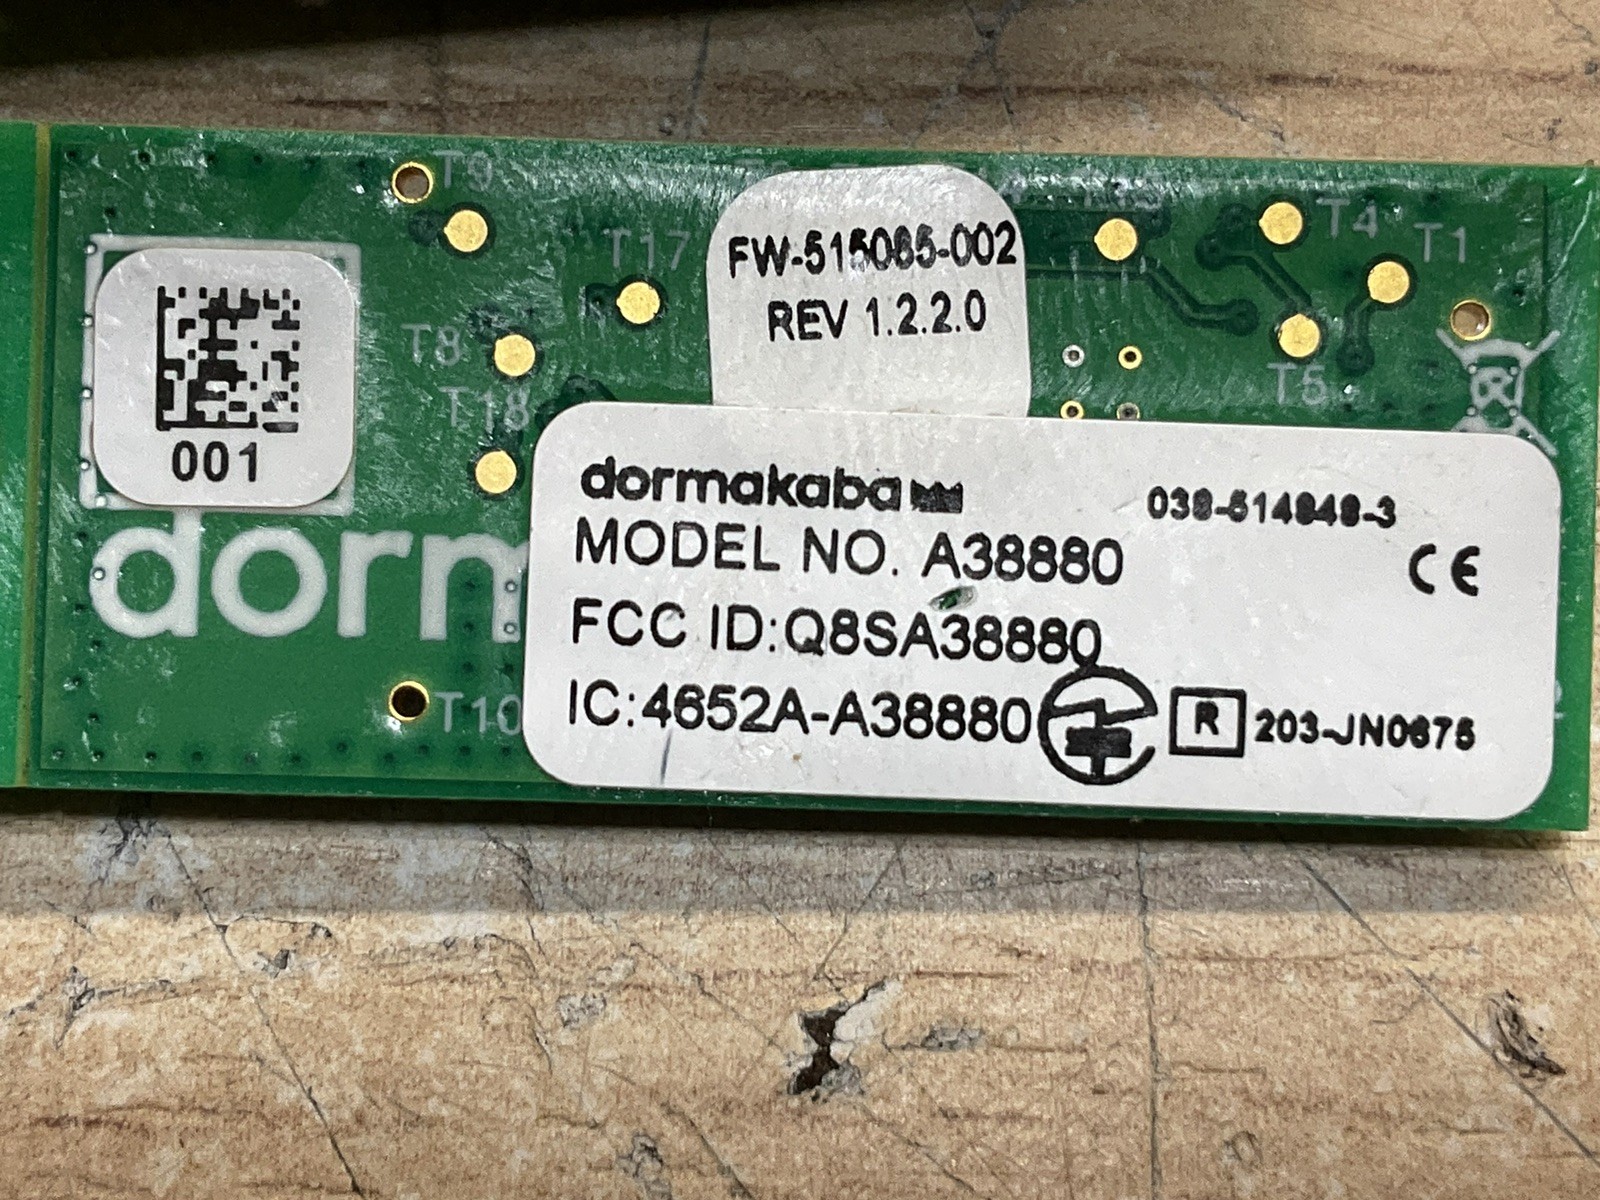 T9
T17
FW-515065-002
REV 1.2.2.0
T4
T1
T8
T18
T5
001
dorm
T10
dormakaba
038-514848-3
MODEL NO. A38880
CE
FCC ID:Q8SA38880
IC:4652A-A38880
R 203-JN0675